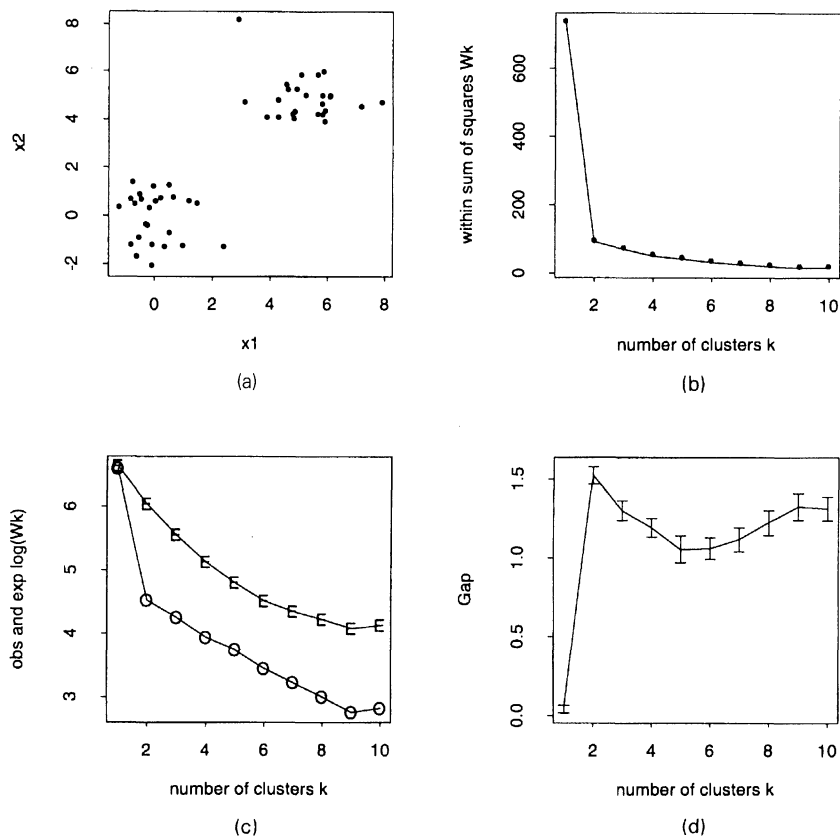 x2
8
6
4
2
0
-2
0 2 4 6 8
x1
(a)
within sum of squares Wk
600
400
200
0
2 4 6 8 10
number of clusters k
(b)
obs and exp log(Wk)
6
5
4
3
E E E E E E E E E E
O O O O O O O O O O
2 4 6 8 10
number of clusters k
(c)
Gap
1.5
1.0
0.5
0.0
2 4 6 8 10
number of clusters k
(d)